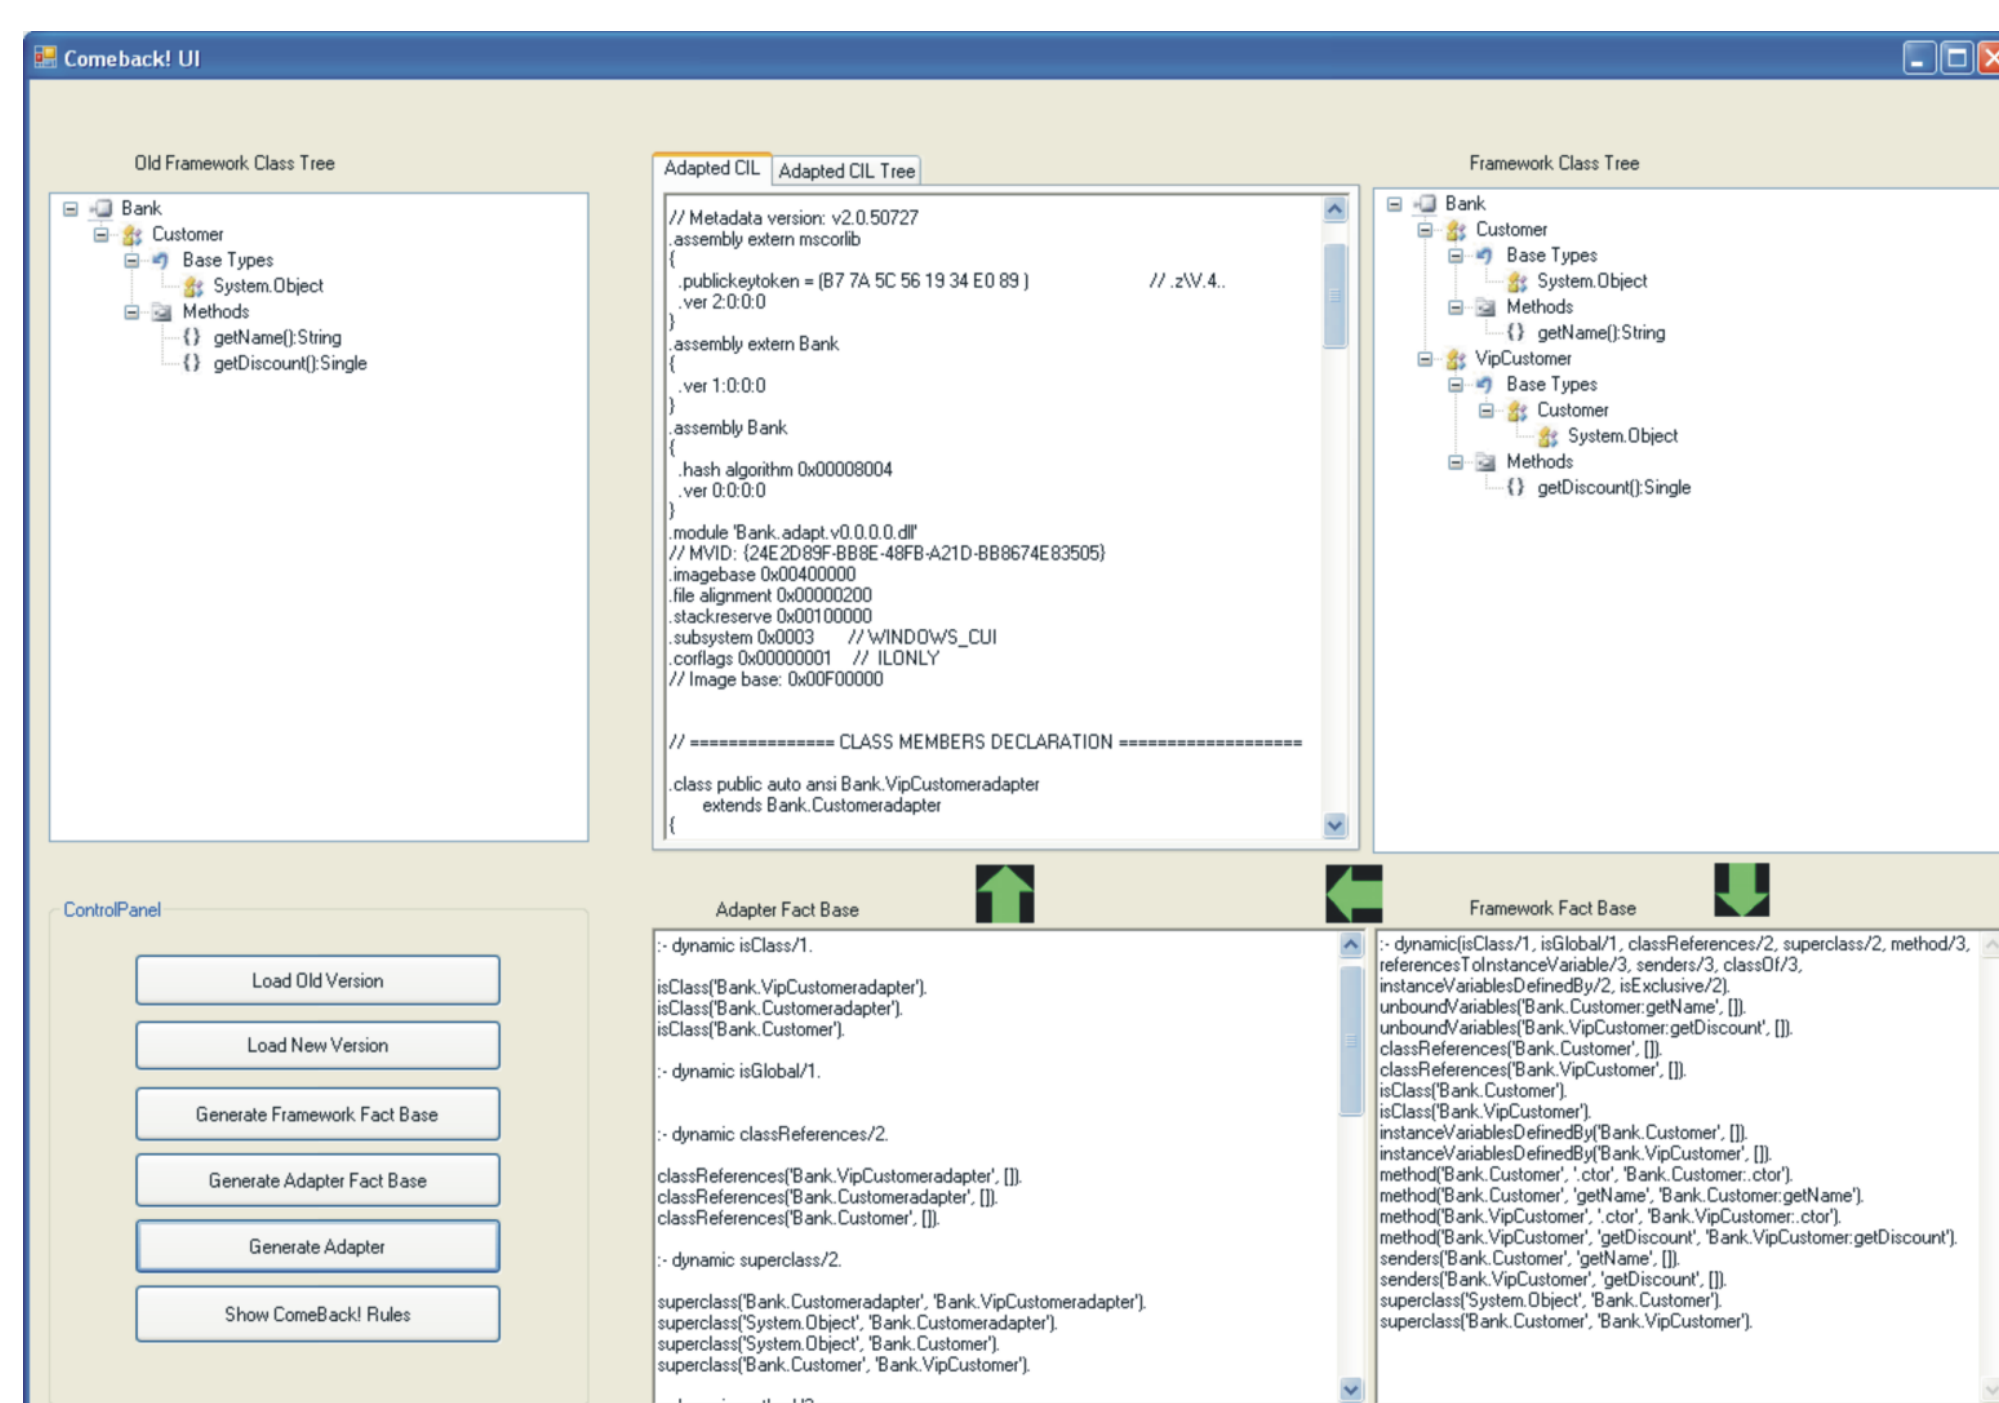 Comeback! UI
Old Framework Class Tree
Bank
Customer
Base Types
System.Object
Methods
getName():String
getDiscount():Single
Adapted CIL
Adapted CIL Tree
// Metadata version: v2.0.50727
.assembly extern mscorlib
{
.publickeytoken = (B7 7A 5C 56 19 34 E0 89 ) // .z\V.4..
.ver 2:0:0:0
}
.assembly extern Bank
{
.ver 1:0:0:0
}
.assembly Bank
{
.hash algorithm 0x00008004
.ver 0:0:0:0
}
.module 'Bank.adapt.v0.0.0.0.dll'
// MVID: {24E2D89F-BB8E-48FB-A21D-BB8674E83505}
.imagebase 0x00400000
.file alignment 0x00000200
.stackreserve 0x00100000
.subsystem 0x0003 // WINDOWS_CUI
.corflags 0x00000001 // ILONLY
// Image base: 0x00F00000
// =============== CLASS MEMBERS DECLARATION ===================
.class public auto ansi Bank.VipCustomeradapter
extends Bank.Customeradapter
{
Framework Class Tree
Bank
Customer
Base Types
System.Object
Methods
getName():String
VipCustomer
Base Types
Customer
System.Object
Methods
getDiscount():Single
ControlPanel
Load Old Version
Load New Version
Generate Framework Fact Base
Generate Adapter Fact Base
Generate Adapter
Show ComeBack! Rules
Adapter Fact Base
:- dynamic isClass/1.
isClass('Bank.VipCustomeradapter').
isClass('Bank.Customeradapter').
isClass('Bank.Customer').
:- dynamic isGlobal/1.
:- dynamic classReferences/2.
classReferences('Bank.VipCustomeradapter', []).
classReferences('Bank.Customeradapter', []).
classReferences('Bank.Customer', []).
:- dynamic superclass/2.
superclass('Bank.Customeradapter', 'Bank.VipCustomeradapter').
superclass('System.Object', 'Bank.Customeradapter').
superclass('System.Object', 'Bank.Customer').
superclass('Bank.Customer', 'Bank.VipCustomer').
Framework Fact Base
:- dynamic(isClass/1, isGlobal/1, classReferences/2, superclass/2, method/3,
referencesToInstanceVariable/3, senders/3, classOf/3,
instanceVariablesDefinedBy/2, isExclusive/2).
unboundVariables('Bank.Customer:getName', []).
unboundVariables('Bank.VipCustomer:getDiscount', []).
classReferences('Bank.Customer', []).
classReferences('Bank.VipCustomer', []).
isClass('Bank.Customer').
isClass('Bank.VipCustomer').
instanceVariablesDefinedBy('Bank.Customer', []).
instanceVariablesDefinedBy('Bank.VipCustomer', []).
method('Bank.Customer', '.ctor', 'Bank.Customer:.ctor').
method('Bank.Customer', 'getName', 'Bank.Customer:getName').
method('Bank.VipCustomer', '.ctor', 'Bank.VipCustomer:.ctor').
method('Bank.VipCustomer', 'getDiscount', 'Bank.VipCustomer:getDiscount').
senders('Bank.Customer', 'getName', []).
senders('Bank.VipCustomer', 'getDiscount', []).
superclass('System.Object', 'Bank.Customer').
superclass('Bank.Customer', 'Bank.VipCustomer').